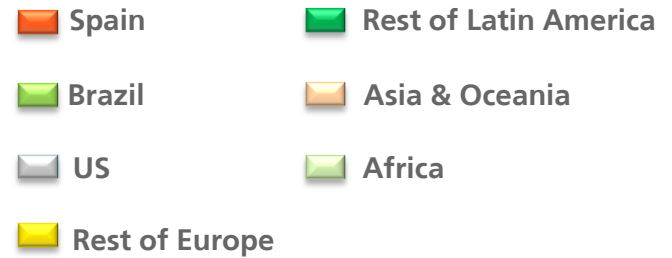 Spain
Rest of Latin America
Brazil
Asia & Oceania
US
Africa
Rest of Europe